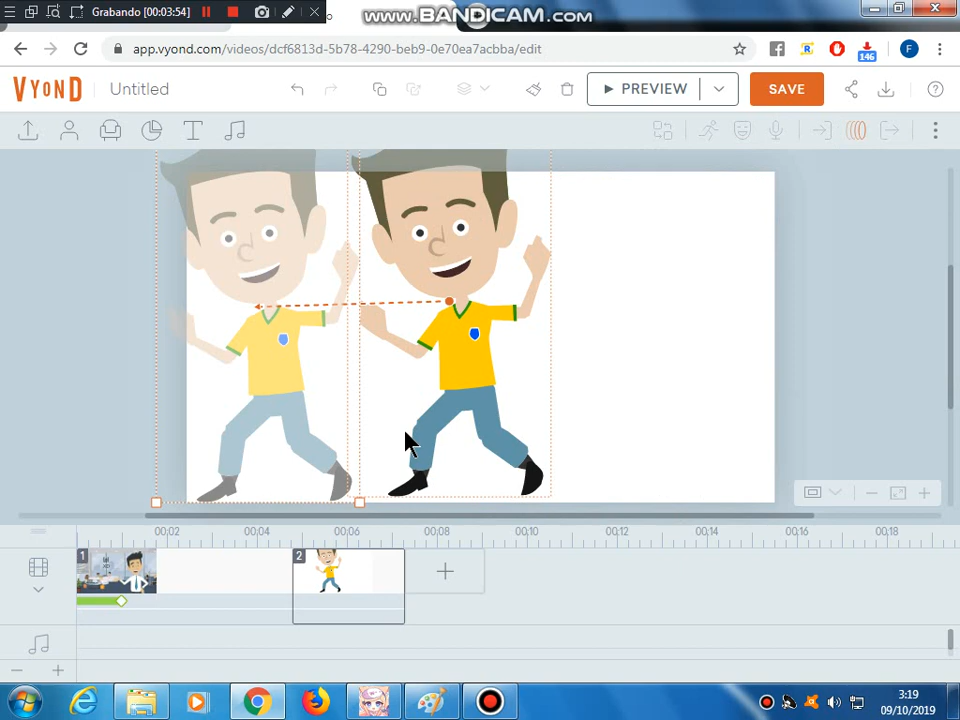 Grabando [00:03:54]
www.BANDICAM.com
app.vyond.com/videos/dcf6813d-5b78-4290-beb9-0e70ea7acbba/edit
146
F
VYOND
Untitled
PREVIEW
SAVE
00:02 00:04 00:06 00:08 00:10 00:12 00:14 00:16 00:18
1
2
3:19
09/10/2019